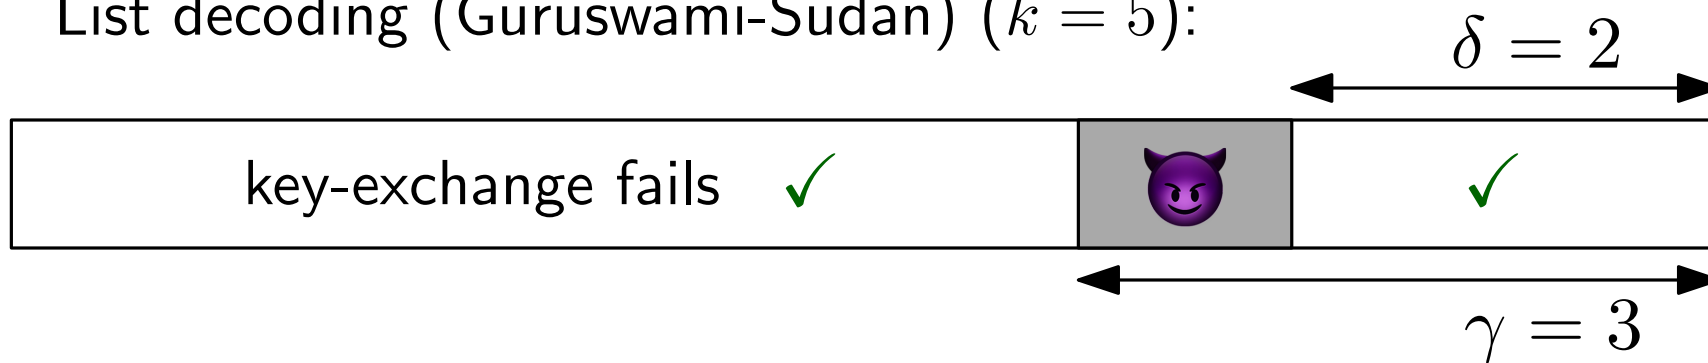 List decoding (Guruswami-Sudan) (k = 5):
δ = 2
key-exchange fails ✓ 😈 ✓
γ = 3